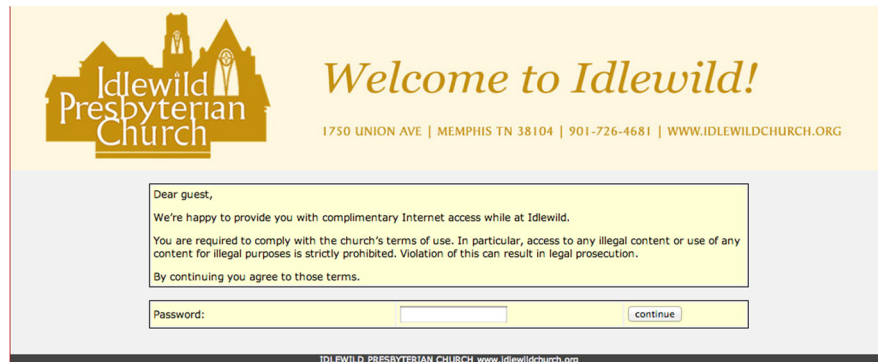 Idlewild
Presbyterian
Church
Welcome to Idlewild!
1750 UNION AVE | MEMPHIS TN 38104 | 901-726-4681 | WWW.IDLEWILDCHURCH.ORG
Dear guest,
We're happy to provide you with complimentary Internet access while at Idlewild.
You are required to comply with the church's terms of use. In particular, access to any illegal content or use of any
content for illegal purposes is strictly prohibited. Violation of this can result in legal prosecution.
By continuing you agree to those terms.
Password:
continue
IDLEWILD PRESBYTERIAN CHURCH www.idlewildchurch.org